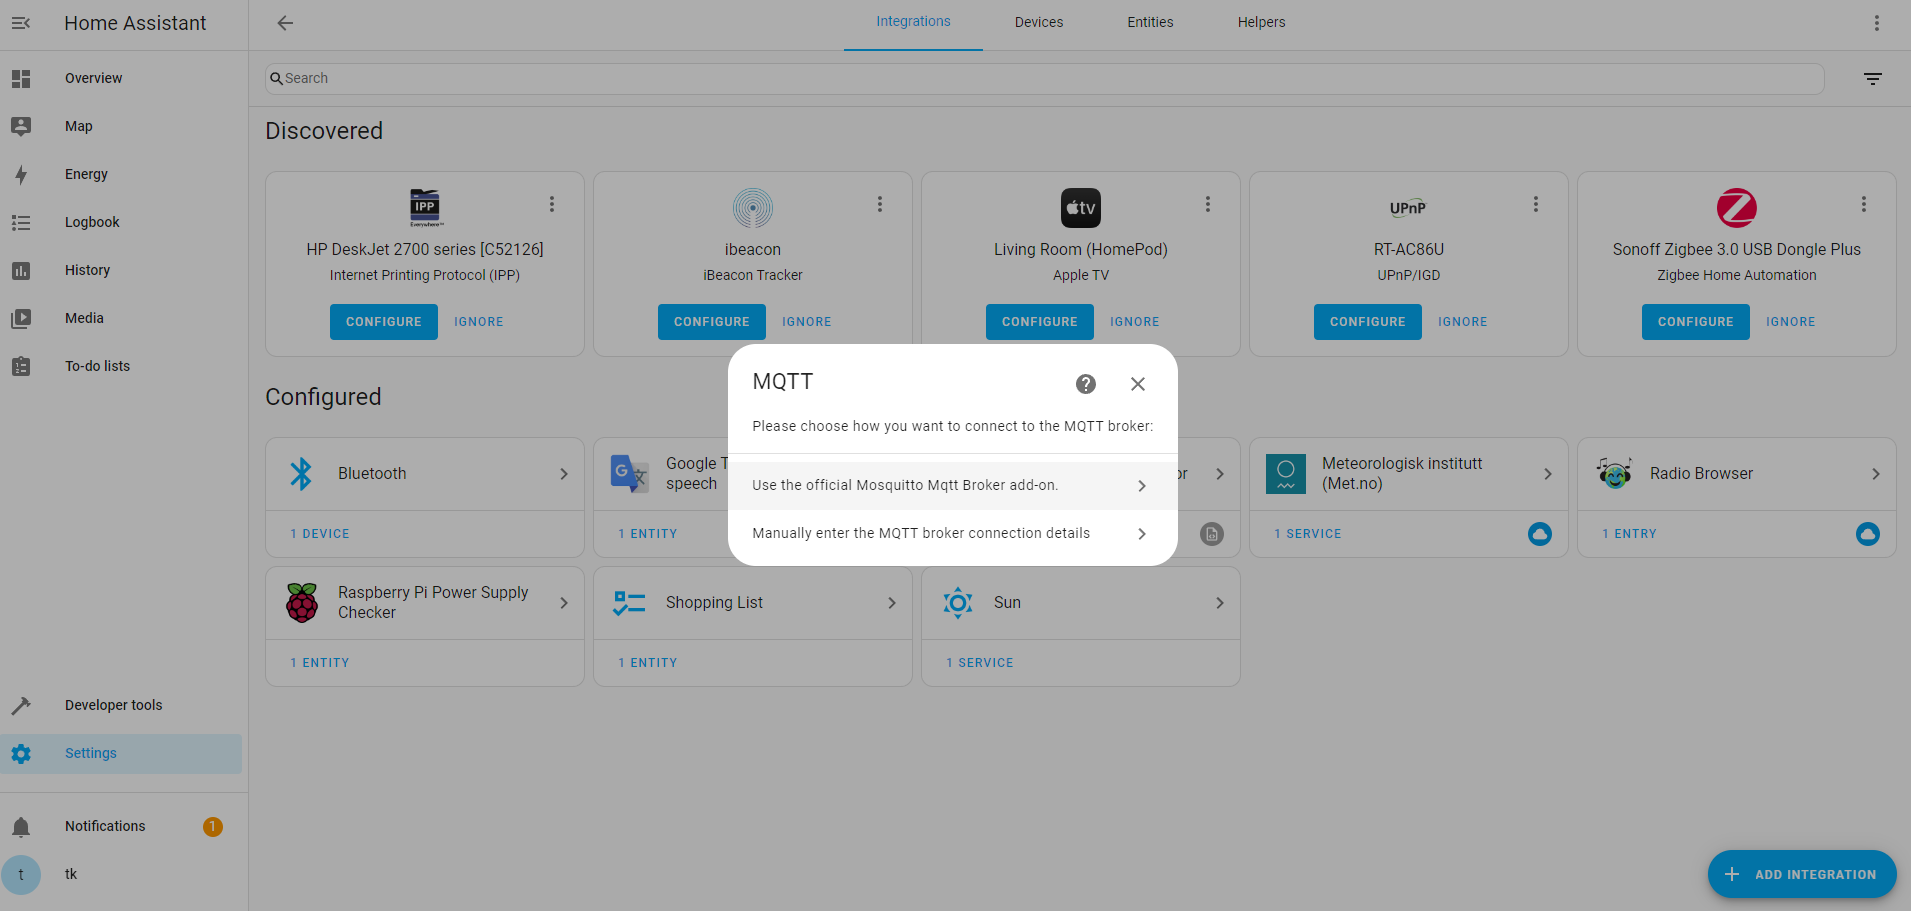 Home Assistant
Integrations
Devices
Entities
Helpers
Search
Overview
Map
Energy
Logbook
History
Media
To-do lists
Developer tools
Settings
Notifications
1
t
tk
Discovered
IPP
Everywhere
HP DeskJet 2700 series [C52126]
Internet Printing Protocol (IPP)
CONFIGURE IGNORE
ibeacon
iBeacon Tracker
CONFIGURE IGNORE
tv
Living Room (HomePod)
Apple TV
CONFIGURE IGNORE
UPnP
RT-AC86U
UPnP/IGD
CONFIGURE IGNORE
Sonoff Zigbee 3.0 USB Dongle Plus
Zigbee Home Automation
CONFIGURE IGNORE
MQTT
Please choose how you want to connect to the MQTT broker:
Use the official Mosquitto Mqtt Broker add-on.
Manually enter the MQTT broker connection details
Configured
Bluetooth
1 DEVICE
G
Google T
speech
1 ENTITY
or
Meteorologisk institutt
(Met.no)
1 SERVICE
Radio Browser
1 ENTRY
Raspberry Pi Power Supply
Checker
1 ENTITY
Shopping List
1 ENTITY
Sun
1 SERVICE
ADD INTEGRATION